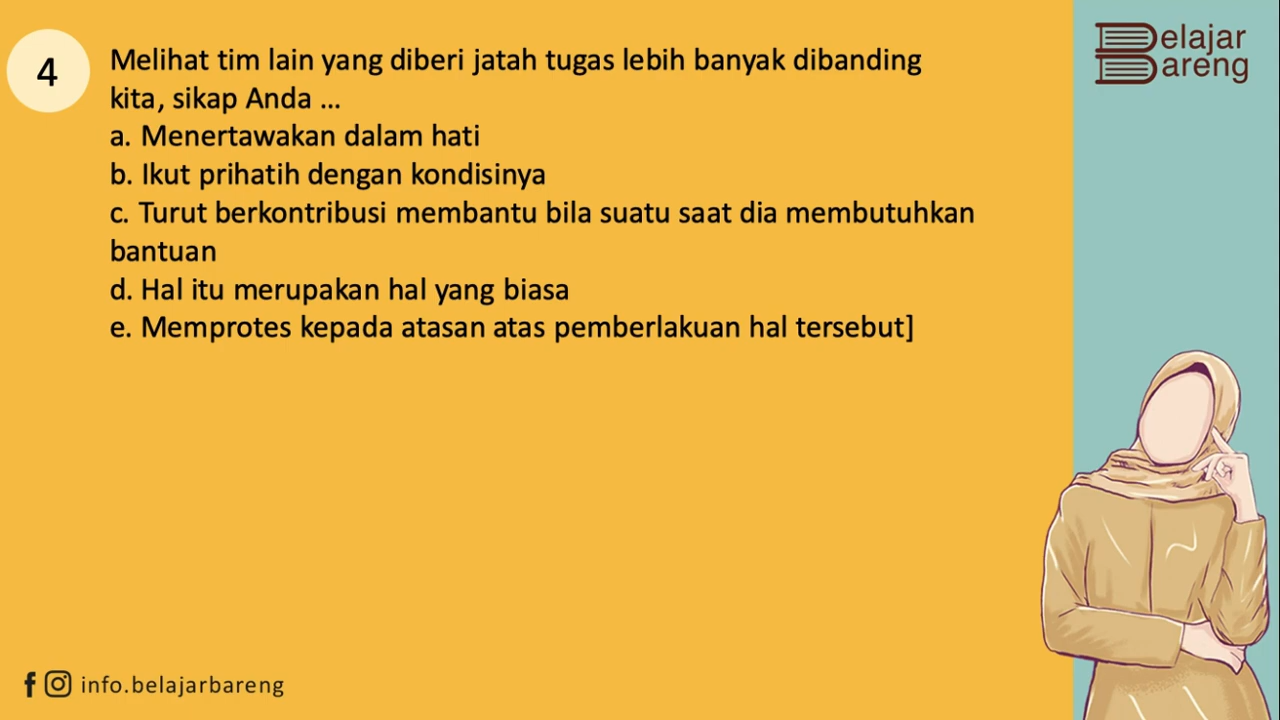 4
Melihat tim lain yang diberi jatah tugas lebih banyak dibanding
kita, sikap Anda ...
a. Menertawakan dalam hati
b. Ikut prihatih dengan kondisinya
c. Turut berkontribusi membantu bila suatu saat dia membutuhkan
bantuan
d. Hal itu merupakan hal yang biasa
e. Memprotes kepada atasan atas pemberlakuan hal tersebut]
Belajar
Bareng
info.belajarbareng